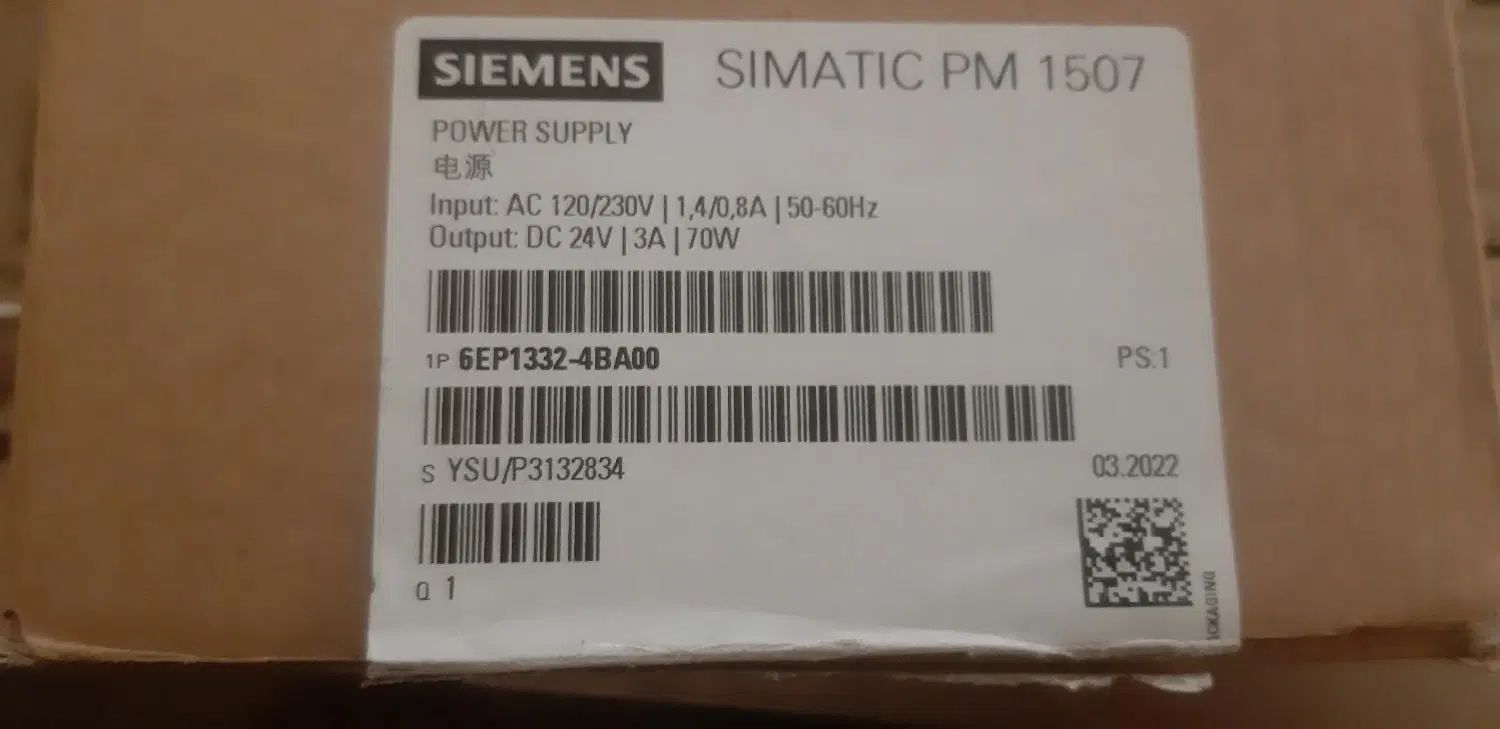 SIEMENS SIMATIC PM 1507
POWER SUPPLY
电源
Input: AC 120/230V | 1,4/0,8A | 50-60Hz
Output: DC 24V | 3A | 70W
1P 6EP1332-4BA00 PS:1
S YSU/P3132834 03.2022
Q 1